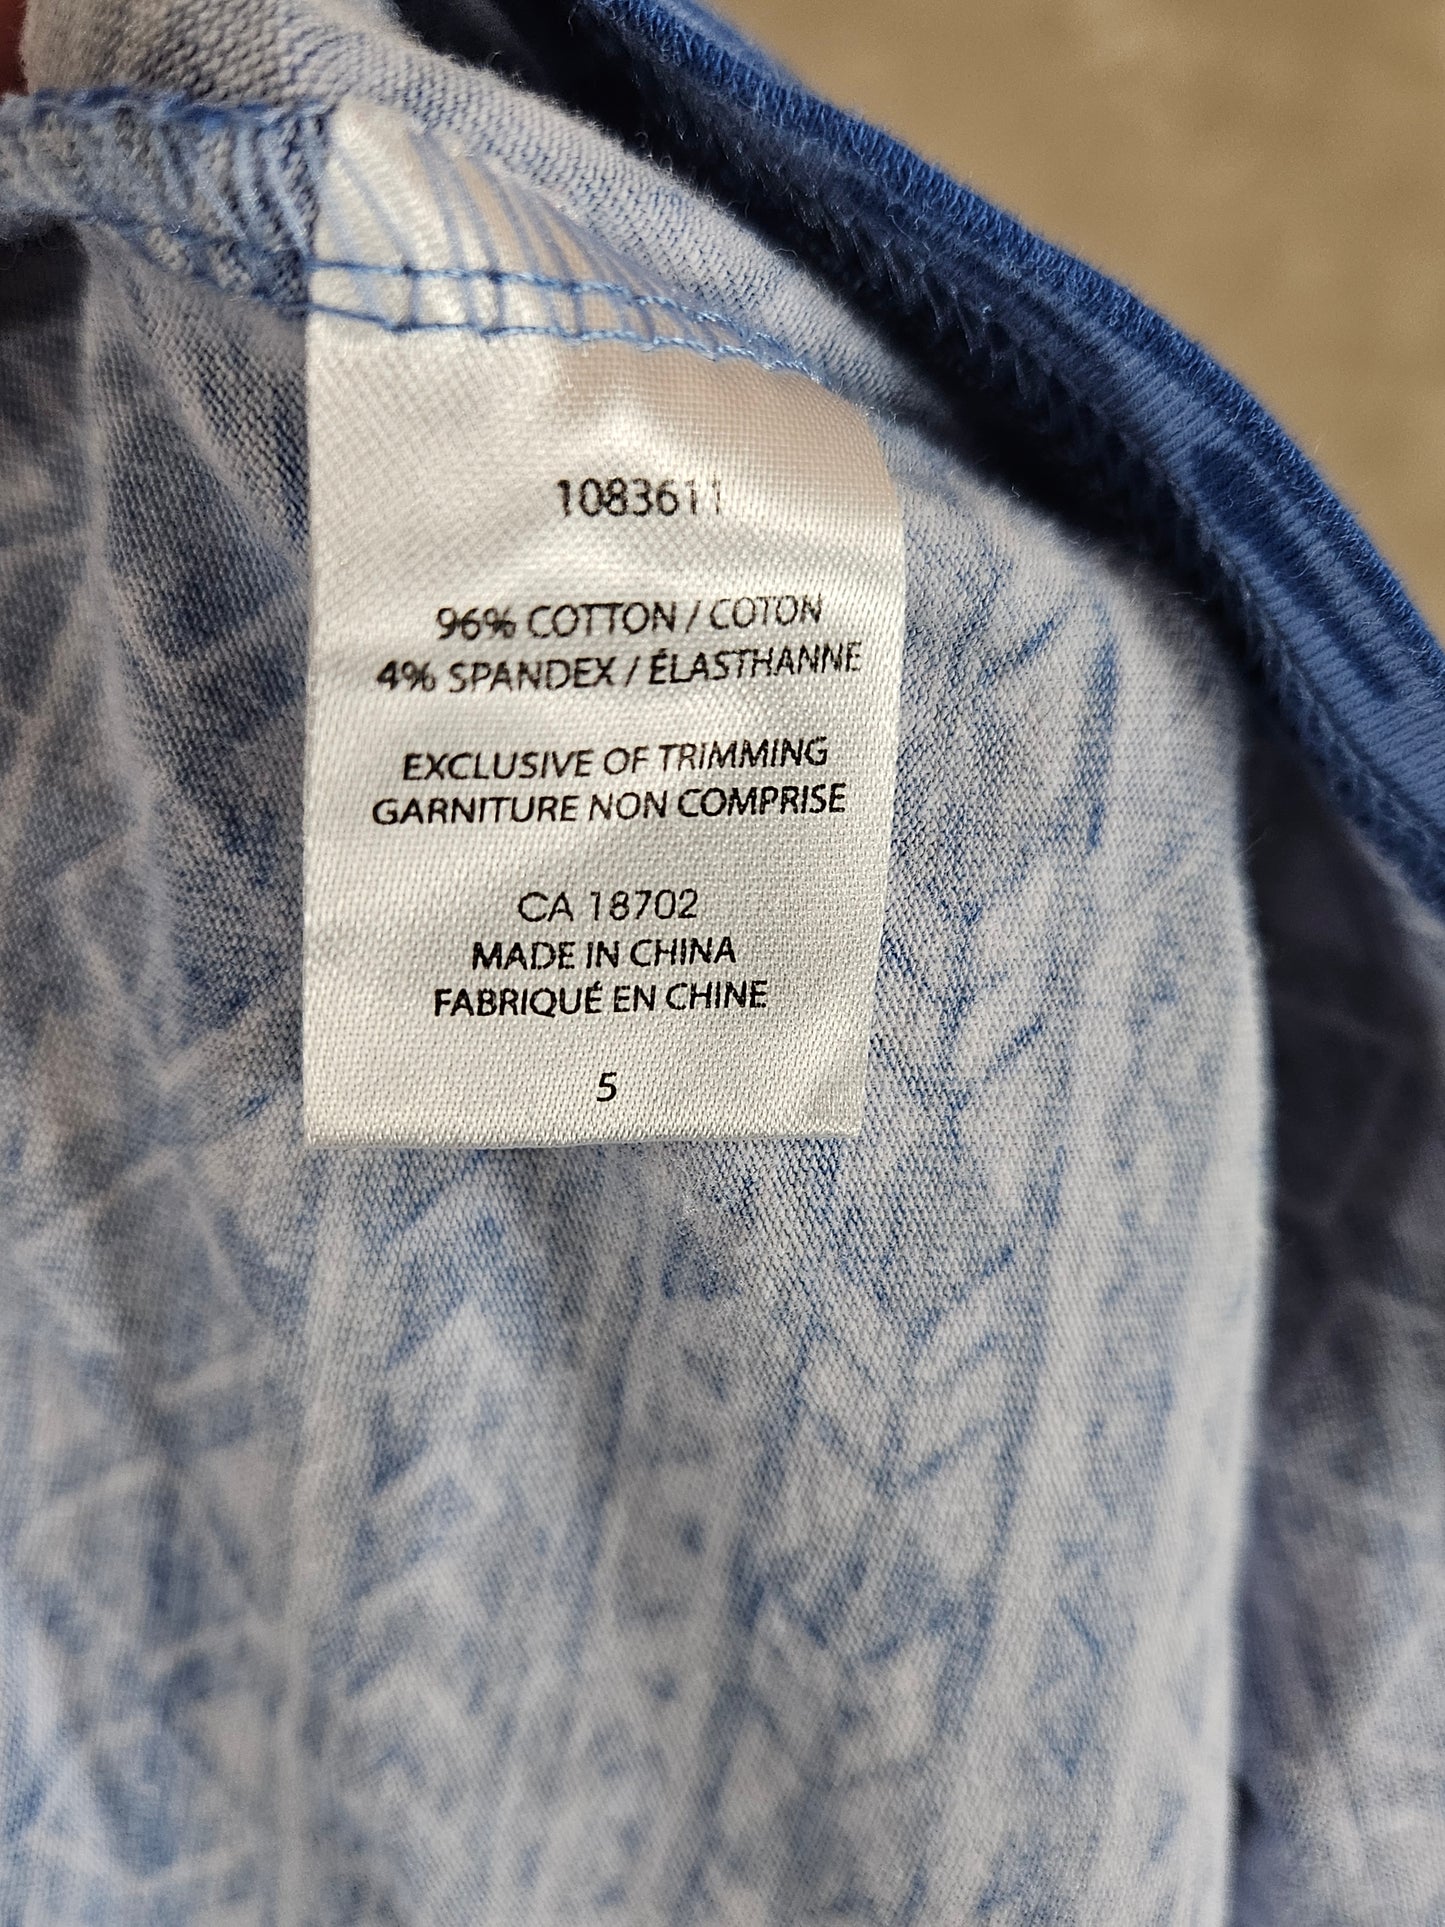 1083611
96% COTTON / COTON
4% SPANDEX / ÉLASTHANNE
EXCLUSIVE OF TRIMMING
GARNITURE NON COMPRISE
CA 18702
MADE IN CHINA
FABRIQUÉ EN CHINE
5